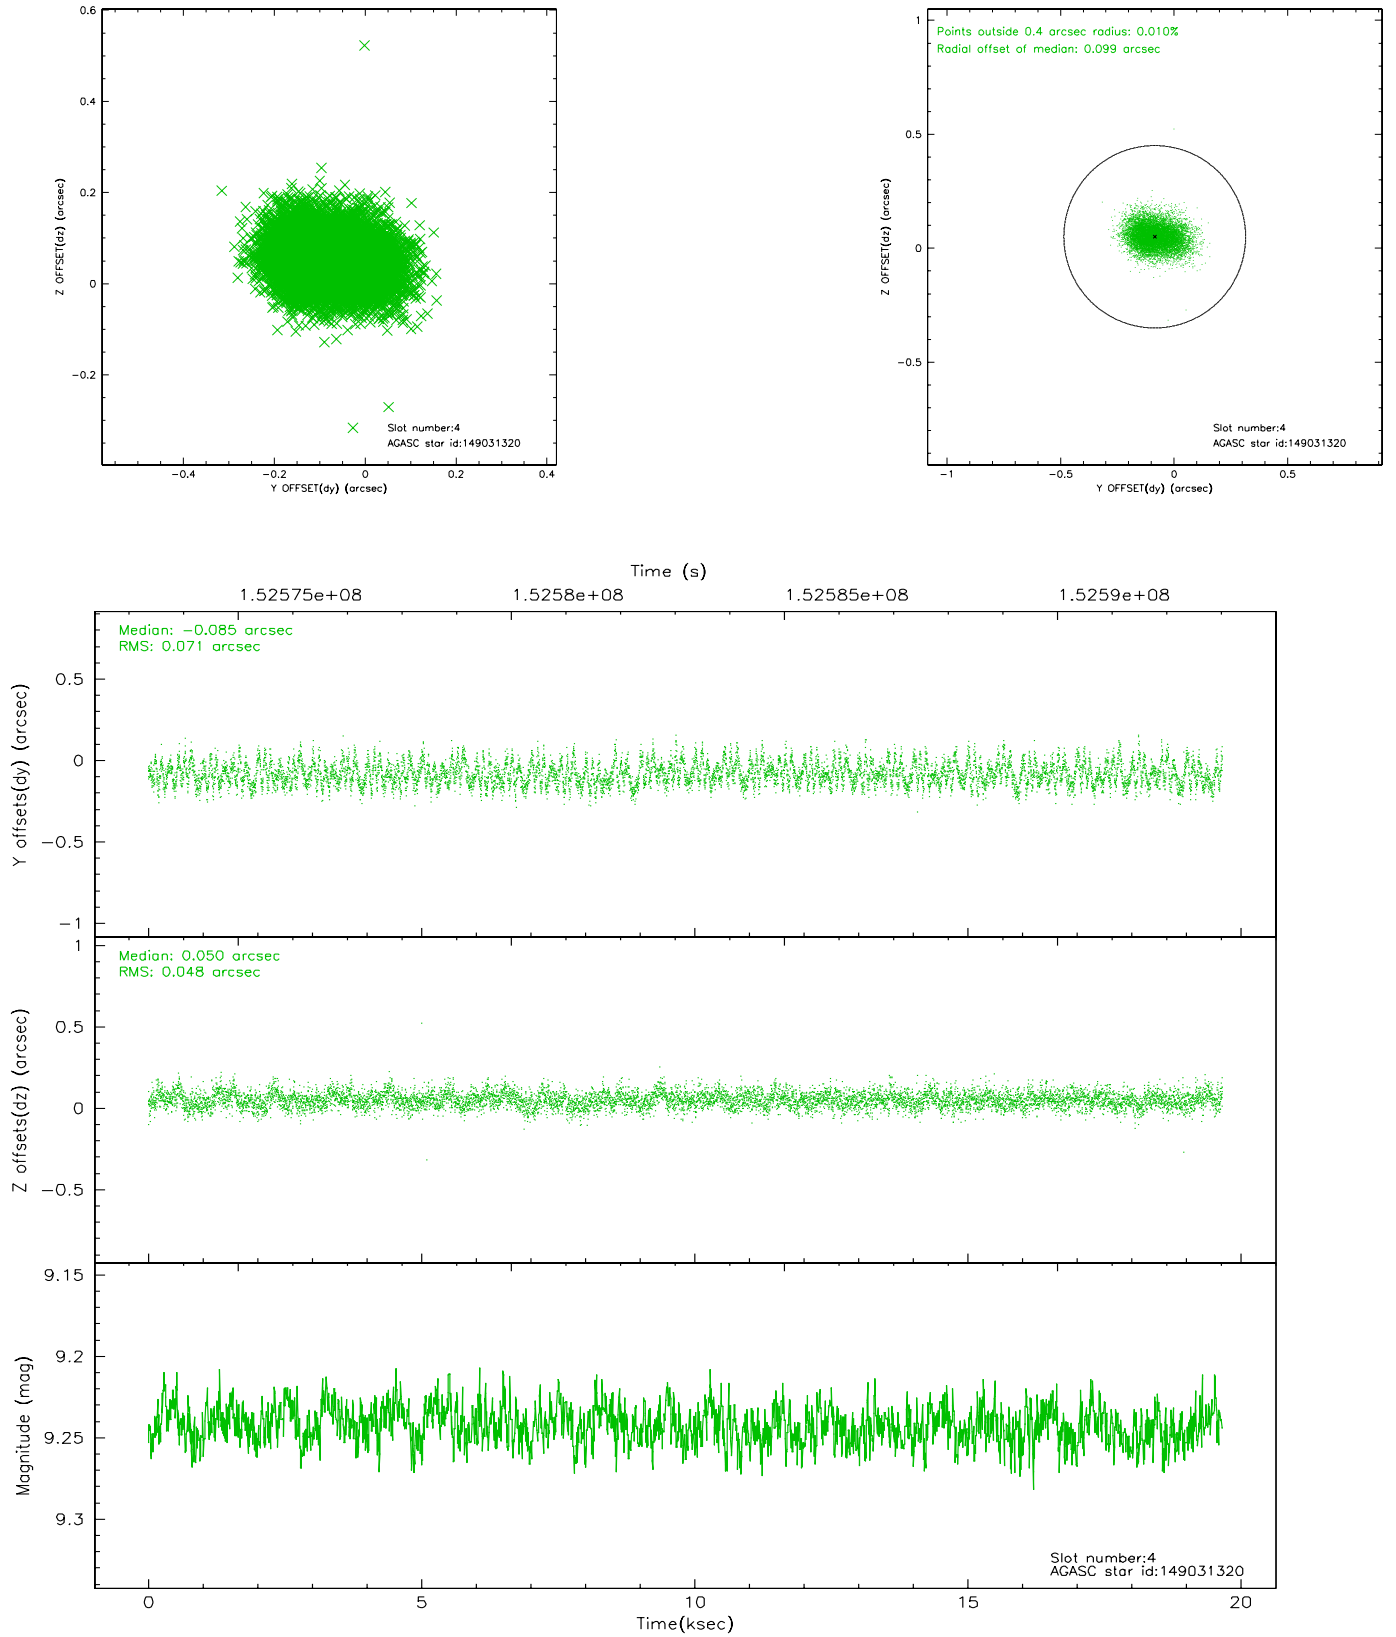 0.6
0.4
0.2
0
−0.2
−0.4
−0.2
0
0.2
0.4
Z OFFSET(dz) (arcsec)
Y OFFSET(dy) (arcsec)
Slot number:4
AGASC star id:149031320
Points outside 0.4 arcsec radius: 0.010%
Radial offset of median: 0.099 arcsec
1
0.5
0
−0.5
−1
−0.5
0
0.5
Z OFFSET(dz) (arcsec)
Y OFFSET(dy) (arcsec)
Slot number:4
AGASC star id:149031320
Time (s)
1.52575e+08
1.5258e+08
1.52585e+08
1.5259e+08
Median: −0.085 arcsec
RMS: 0.071 arcsec
0.5
0
−0.5
−1
Y offsets(dy) (arcsec)
Median: 0.050 arcsec
RMS: 0.048 arcsec
1
0.5
0
−0.5
Z offsets(dz) (arcsec)
9.15
9.2
9.25
9.3
Magnitude (mag)
Slot number:4
AGASC star id:149031320
0
5
10
15
20
Time(ksec)